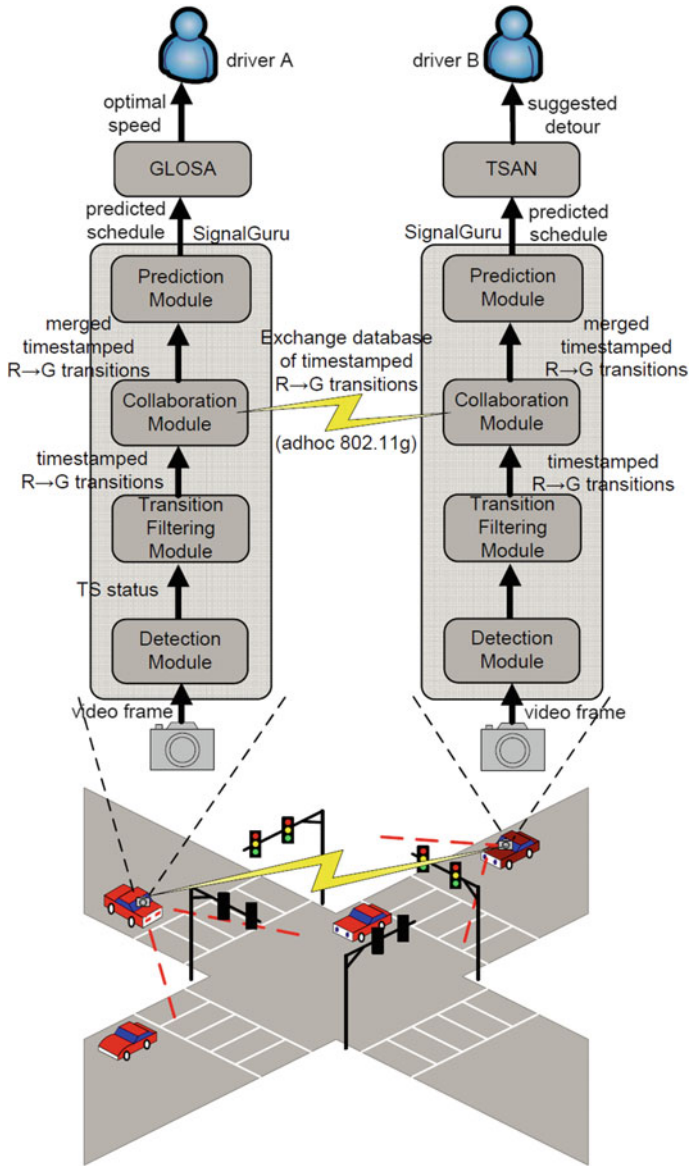 driver A
optimal
speed
GLOSA
predicted
schedule
SignalGuru
Prediction
Module
merged
timestamped
R→G transitions
Collaboration
Module
timestamped
R→G transitions
Transition
Filtering
Module
TS status
Detection
Module
video frame
Exchange database
of timestamped
R→G transitions
(adhoc 802.11g)
driver B
suggested
detour
TSAN
SignalGuru
predicted
schedule
Prediction
Module
merged
timestamped
R→G transitions
Collaboration
Module
timestamped
R→G transitions
Transition
Filtering
Module
Detection
Module
video frame